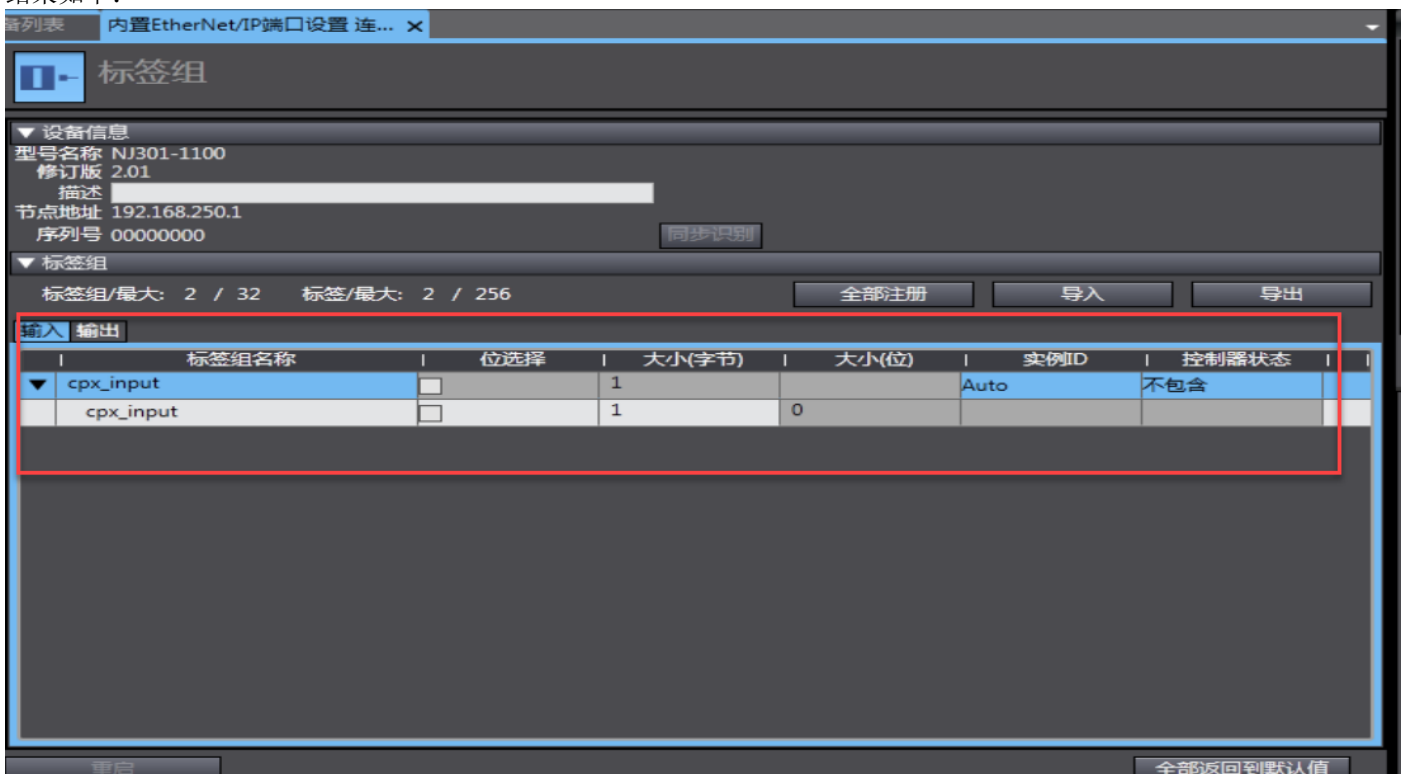 结果如下：
备列表 内置EtherNet/IP端口设置 连...
标签组
▼ 设备信息
型号名称 NJ301-1100
修订版 2.01
描述
节点地址 192.168.250.1
序列号 00000000 同步识别
▼ 标签组
标签组/最大: 2 / 32 标签/最大: 2 / 256 全部注册 导入 导出
输入 输出
标签组名称 | 位选择 | 大小(字节) | 大小(位) | 实例ID | 控制器状态
▼ cpx_input 1 Auto 不包含
cpx_input 1 0
重启 全部返回到默认值